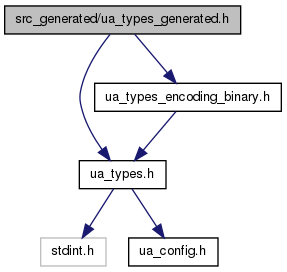 src_generated/ua_types_generated.h
ua_types_encoding_binary.h
ua_types.h
stdint.h
ua_config.h